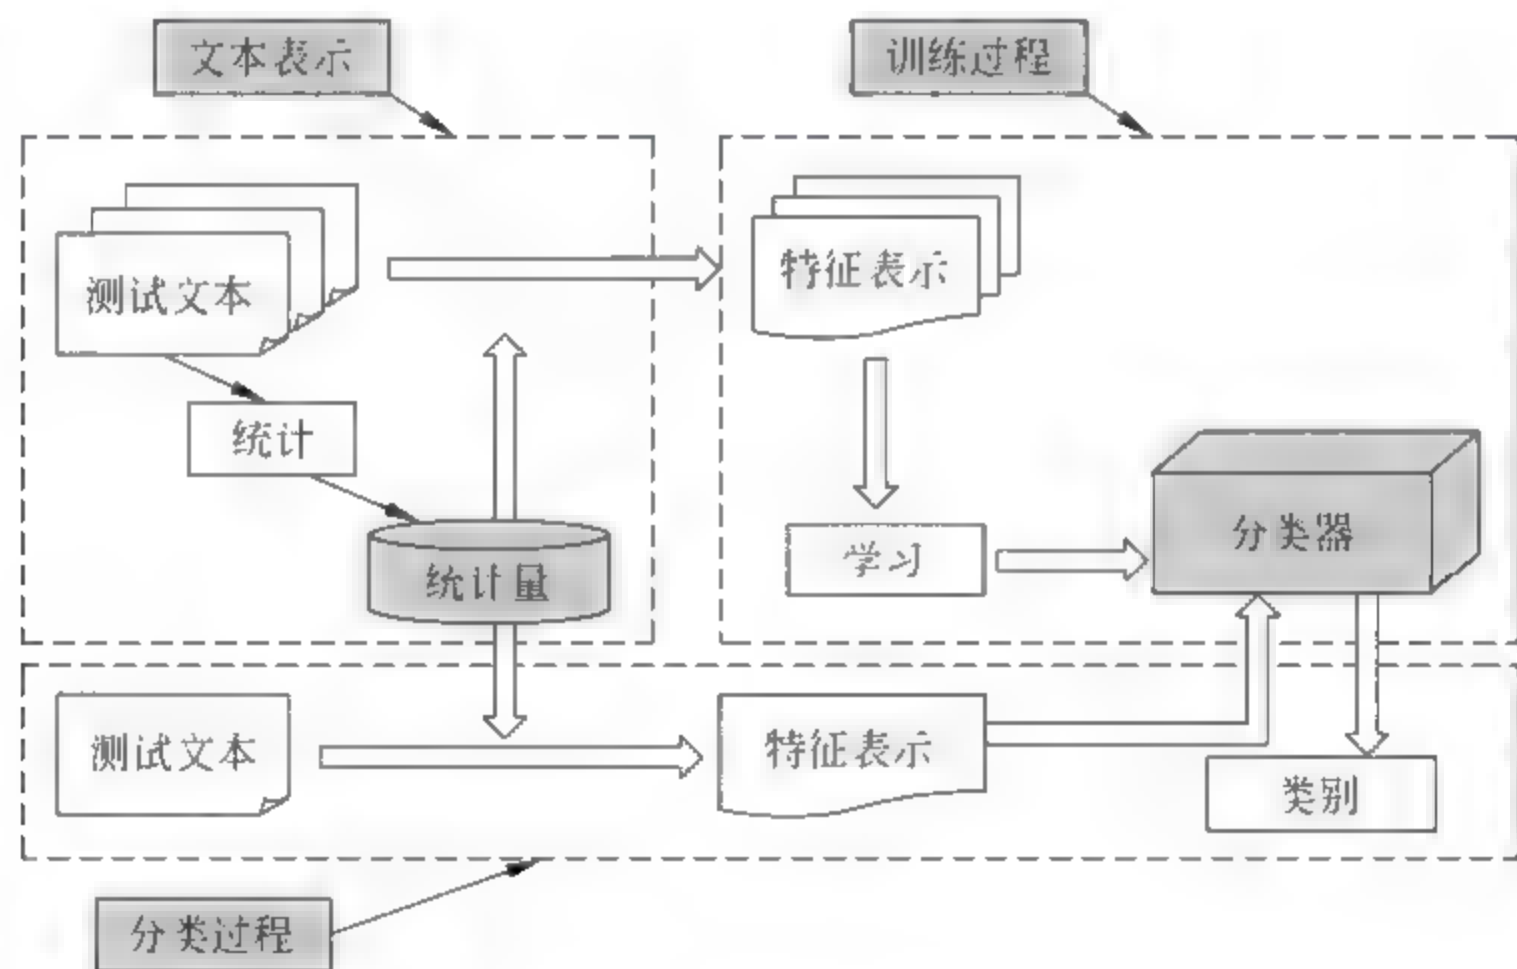 文本表示
训练过程
测试文本
特征表示
统计
统计量
学习
分类器
测试文本
特征表示
类别
分类过程